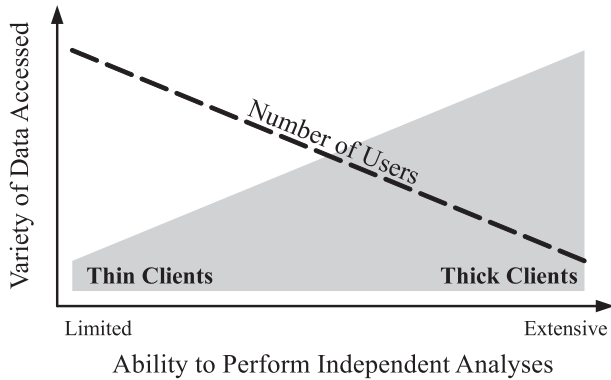 Variety of Data Accessed
Number of Users
Thin Clients
Thick Clients
Limited
Extensive
Ability to Perform Independent Analyses